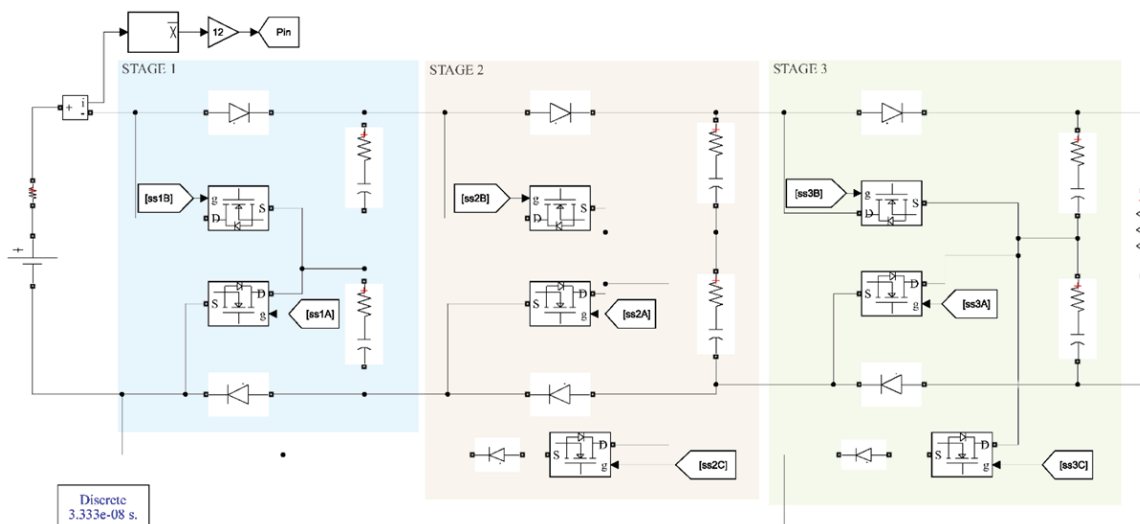 X
12
Pin
STAGE 1
STAGE 2
STAGE 3
+ i
-
[ss1B]
g
D
S
[ss2B]
g
D
S
[ss3B]
g
D
S
+
S
D
g
[ss1A]
S
D
g
[ss2A]
S
D
g
[ss3A]
S
D
g
[ss2C]
S
D
g
[ss3C]
Discrete
3.333e-08 s.